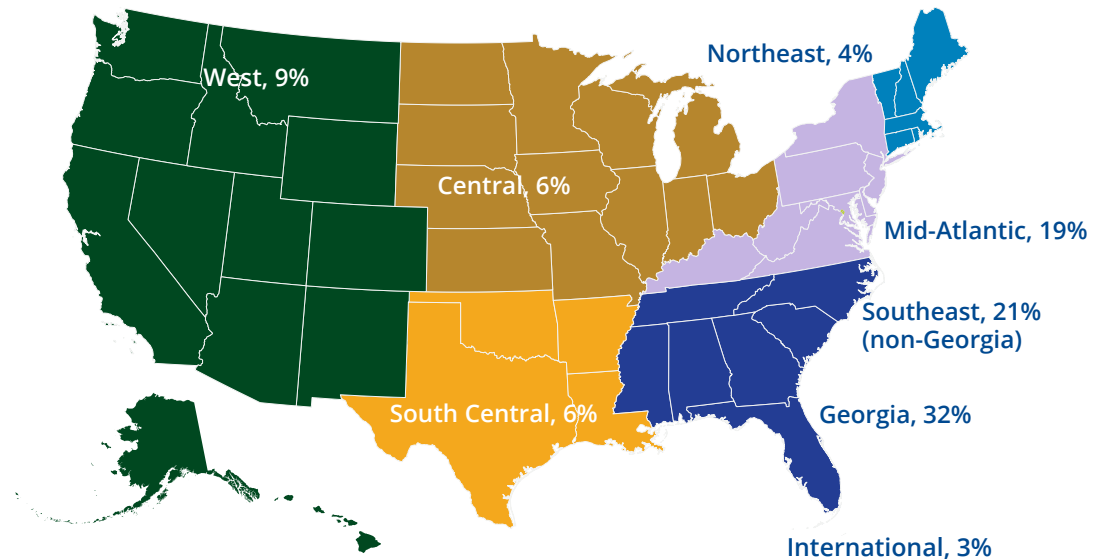 Northeast, 4%
West, 9%
Central, 6%
Mid-Atlantic, 19%
Southeast, 21%
(non-Georgia)
South Central, 6%
Georgia, 32%
International, 3%